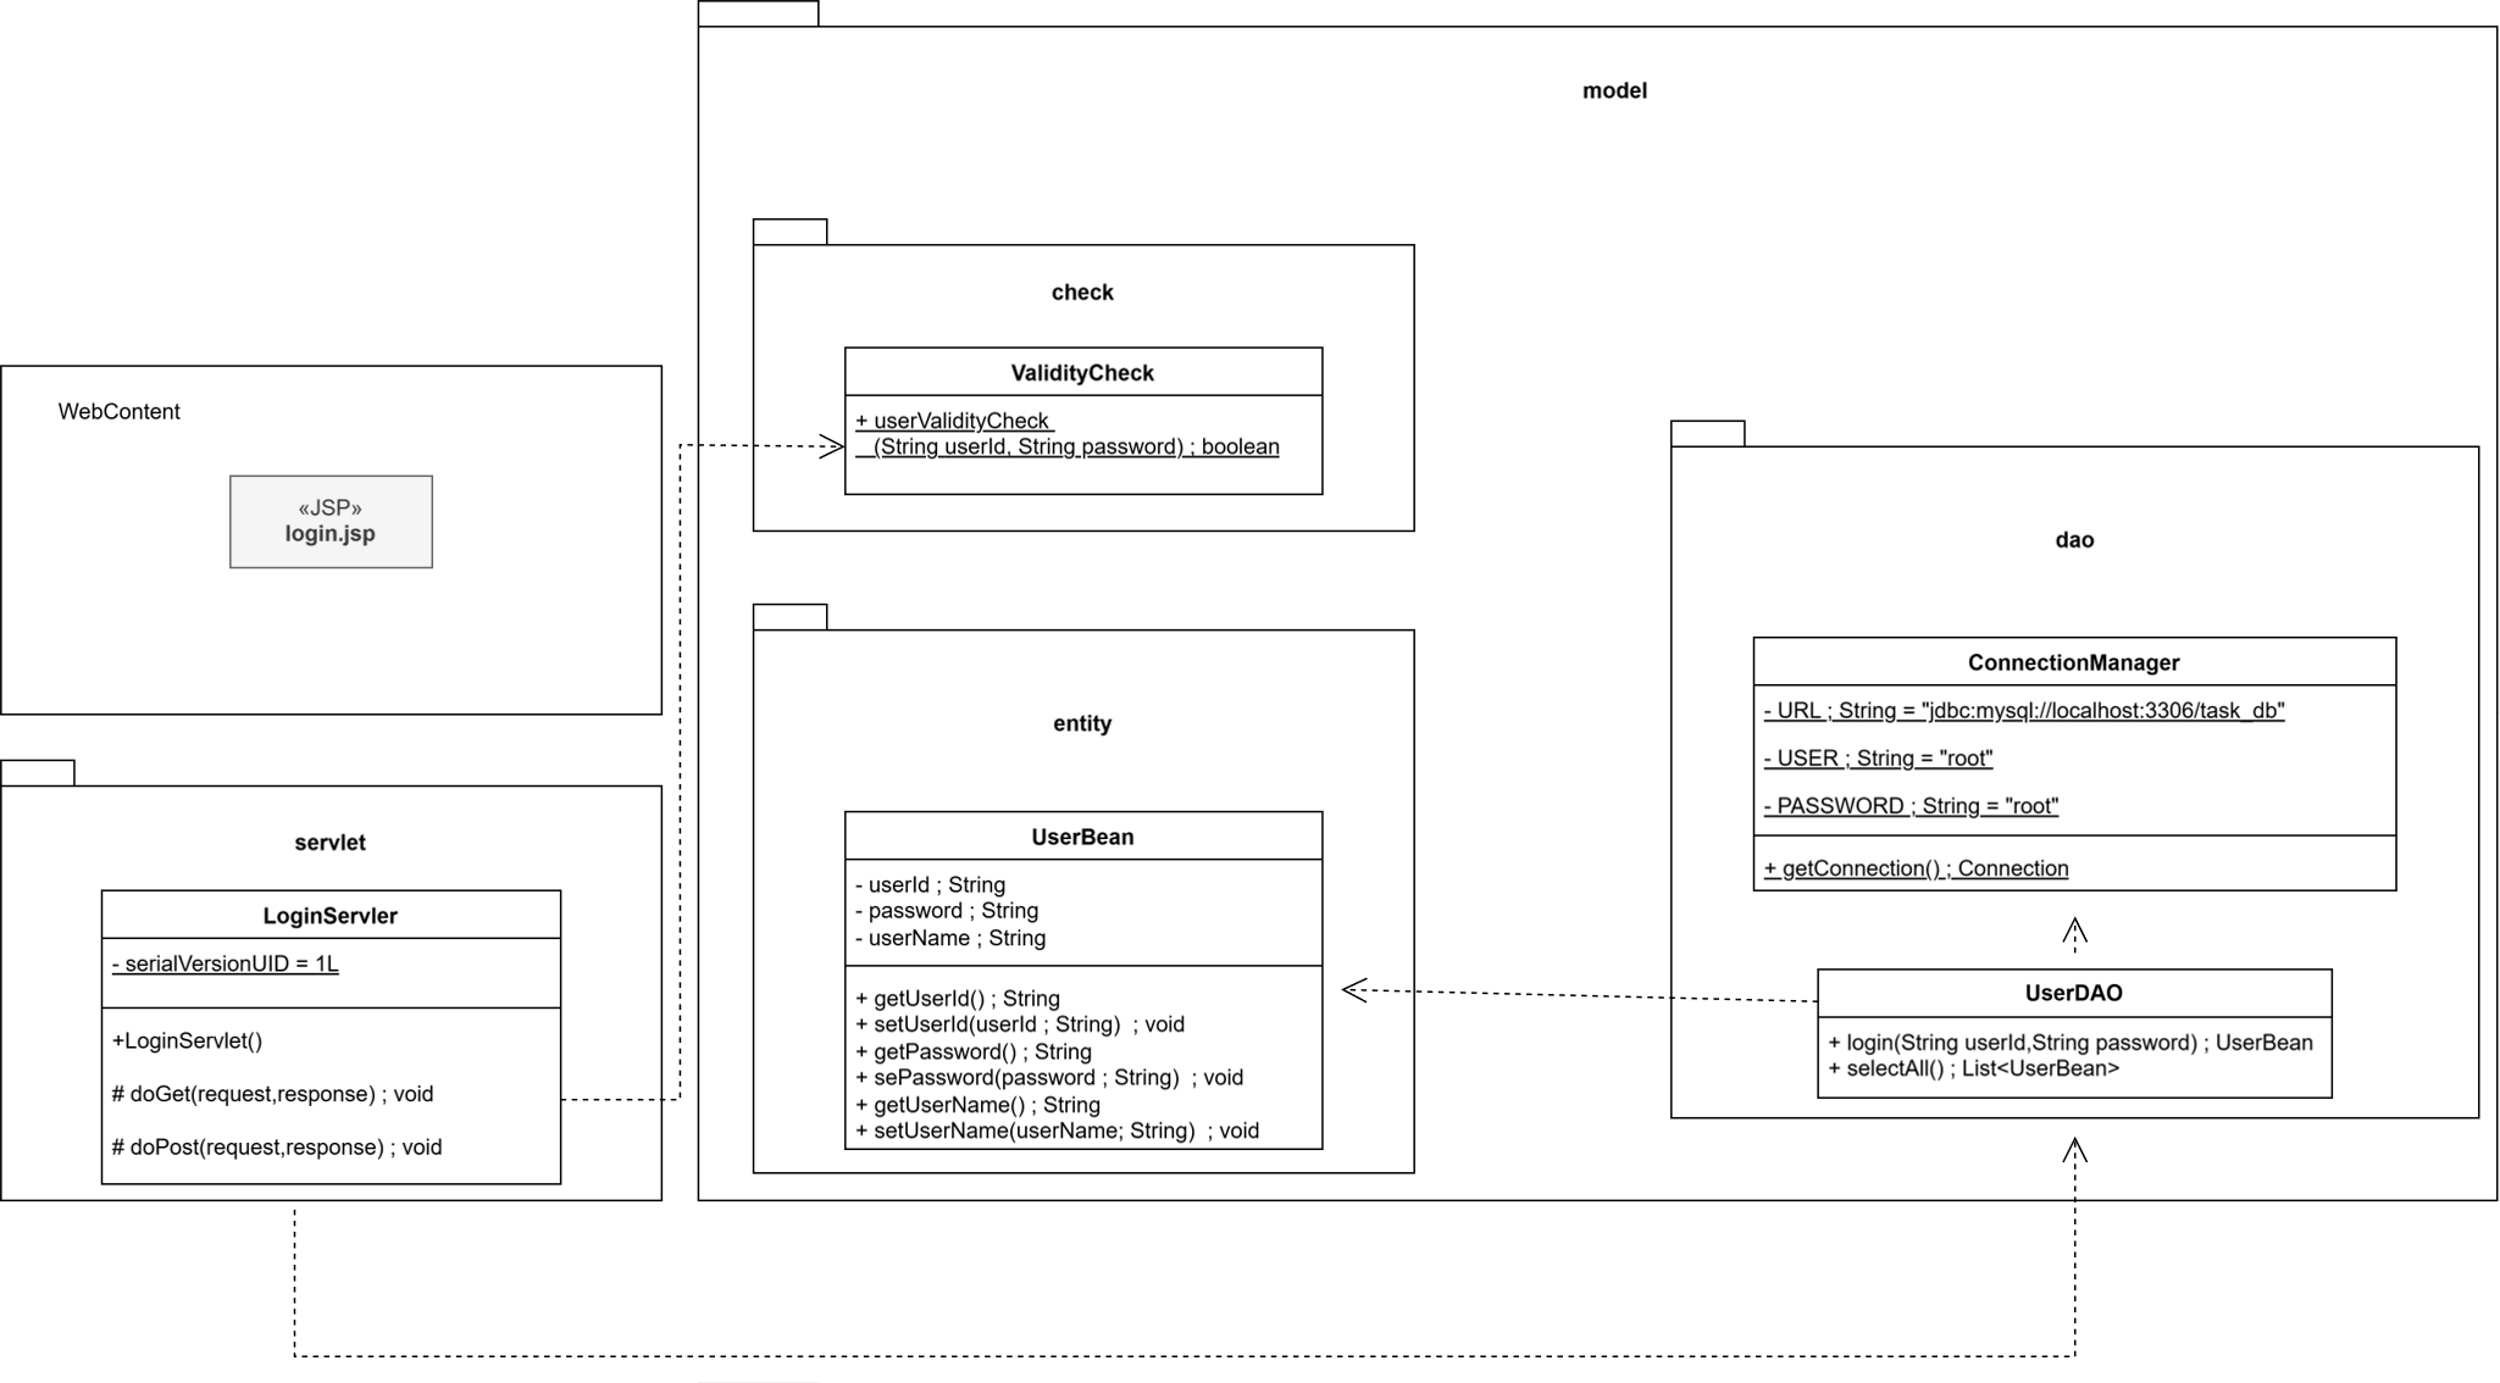 model
check
ValidityCheck
+ userValidityCheck
(String userId, String password) ; boolean
WebContent
«JSP»
login.jsp
servlet
LoginServler
- serialVersionUID = 1L
+LoginServlet()
# doGet(request,response) ; void
# doPost(request,response) ; void
entity
UserBean
- userId ; String
- password ; String
- userName ; String
+ getUserId() ; String
+ setUserId(userId ; String)  ; void
+ getPassword() ; String
+ sePassword(password ; String)  ; void
+ getUserName() ; String
+ setUserName(userName; String)  ; void
dao
ConnectionManager
- URL ; String = "jdbc:mysql://localhost:3306/task_db"
- USER ; String = "root"
- PASSWORD ; String = "root"
+ getConnection() ; Connection
UserDAO
+ login(String userId,String password) ; UserBean
+ selectAll() ; List<UserBean>